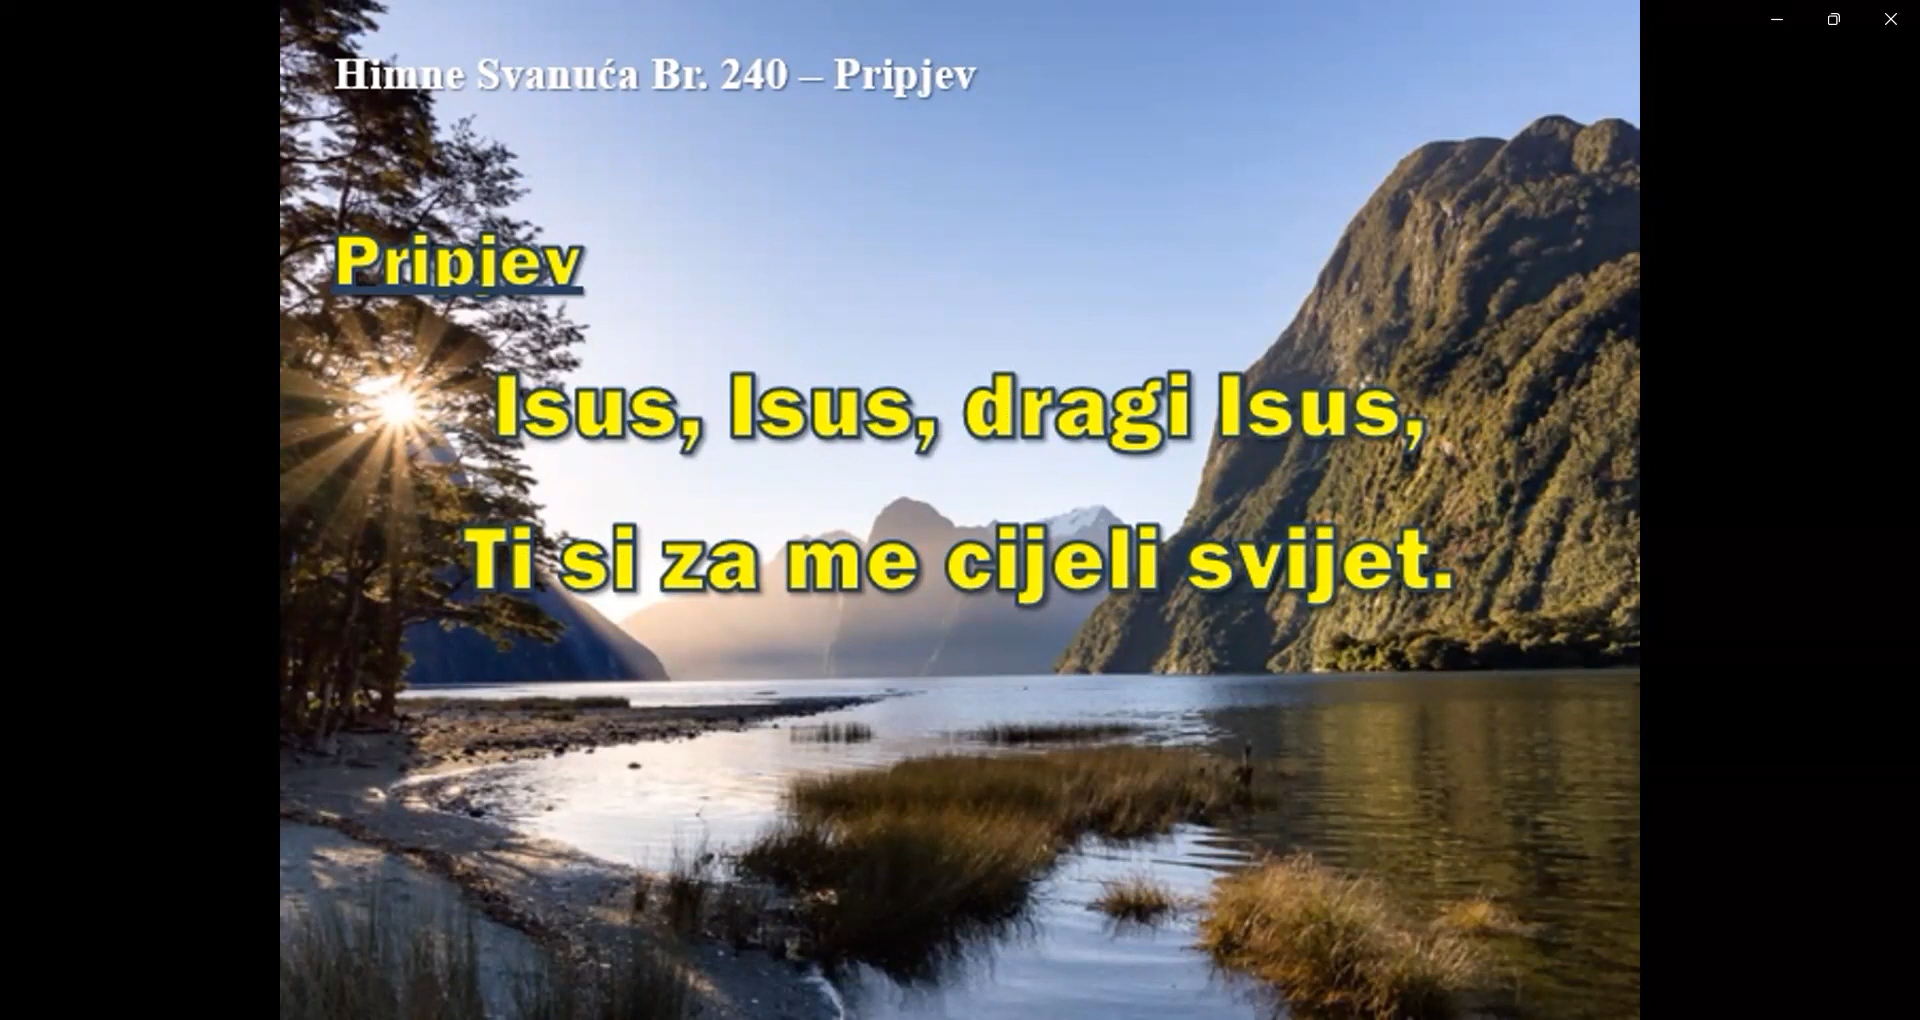 Himne Svanuća Br. 240 – Pripjev
Pripjev
Isus, Isus, dragi Isus,
Ti si za me cijeli svijet.